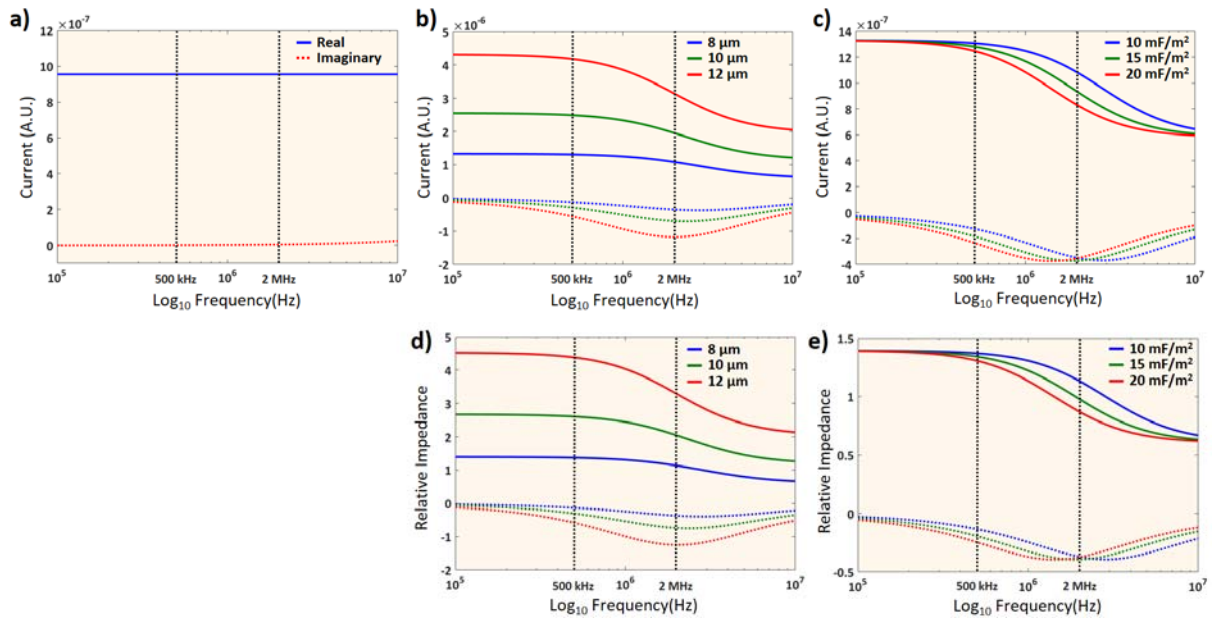 a)
×10⁻⁷
12
10
8
6
4
2
0
Current (A.U.)
Real
Imaginary
10⁵
500 kHz
10⁶
2 MHz
10⁷
Log₁₀ Frequency(Hz)
b)
×10⁻⁶
5
4
3
2
1
0
-1
-2
Current (A.U.)
8 µm
10 µm
12 µm
10⁵
500 kHz
10⁶
2 MHz
10⁷
Log₁₀ Frequency(Hz)
c)
×10⁻⁷
14
12
10
8
6
4
2
0
-2
-4
Current (A.U.)
10 mF/m²
15 mF/m²
20 mF/m²
10⁵
500 kHz
10⁶
2 MHz
10⁷
Log₁₀ Frequency(Hz)
d)
5
4
3
2
1
0
-1
-2
Relative Impedance
8 µm
10 µm
12 µm
10⁵
500 kHz
10⁶
2 MHz
10⁷
Log₁₀ Frequency(Hz)
e)
1.5
1
0.5
0
-0.5
Relative Impedance
10 mF/m²
15 mF/m²
20 mF/m²
10⁵
500 kHz
10⁶
2 MHz
10⁷
Log₁₀ Frequency(Hz)